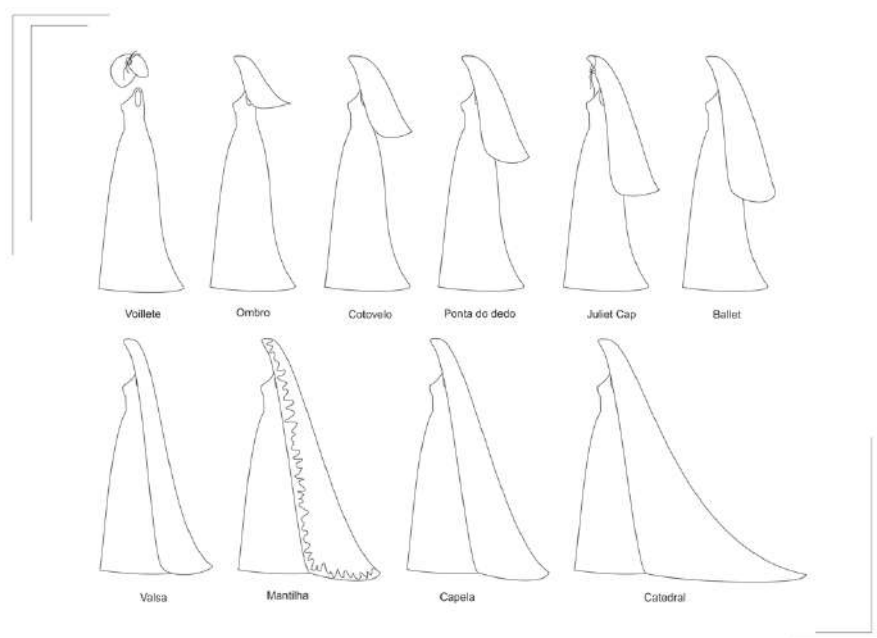 Voillete
Ombro
Cotovelo
Ponta do dedo
Juliet Cap
Ballet
Valsa
Mantilha
Capela
Catedral